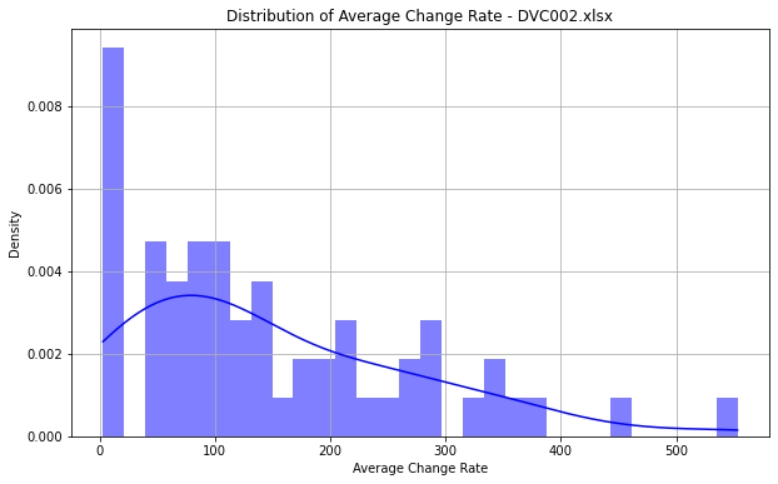 Distribution of Average Change Rate - DVC002.xlsx
Density
0.008
0.006
0.004
0.002
0.000
0 100 200 300 400 500
Average Change Rate